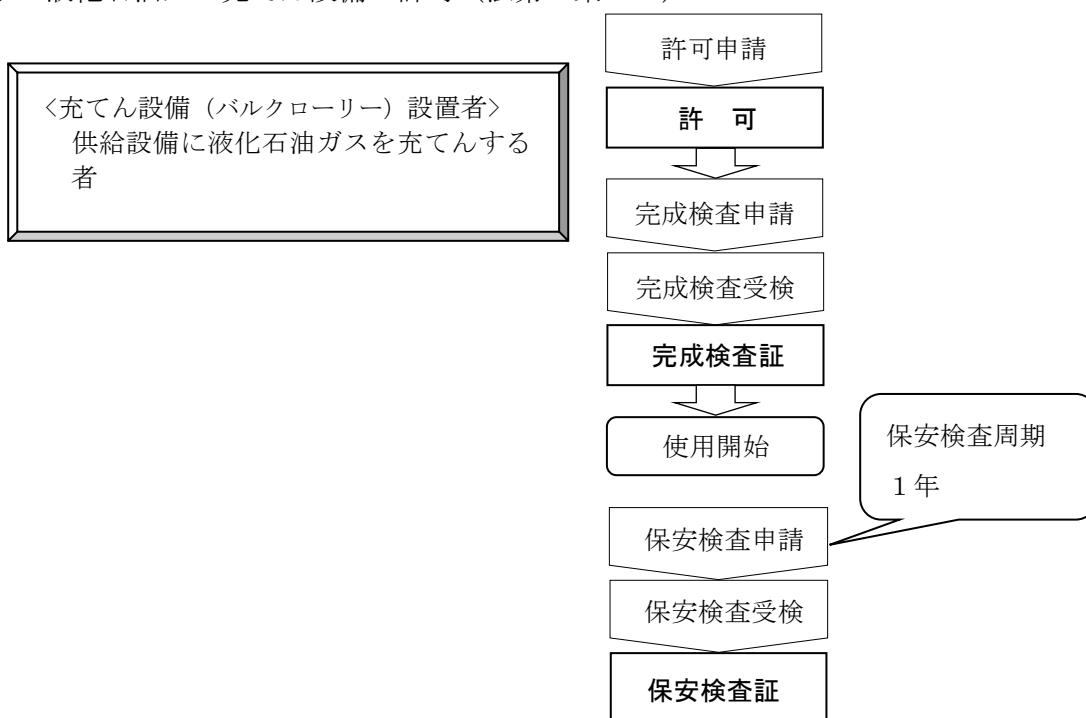 許可申請
<充てん設備（バルクローリー）設置者>
供給設備に液化石油ガスを充てんする
者
許 可
完成検査申請
完成検査受検
完成検査証
使用開始
保安検査周期
１年
保安検査申請
保安検査受検
保安検査証